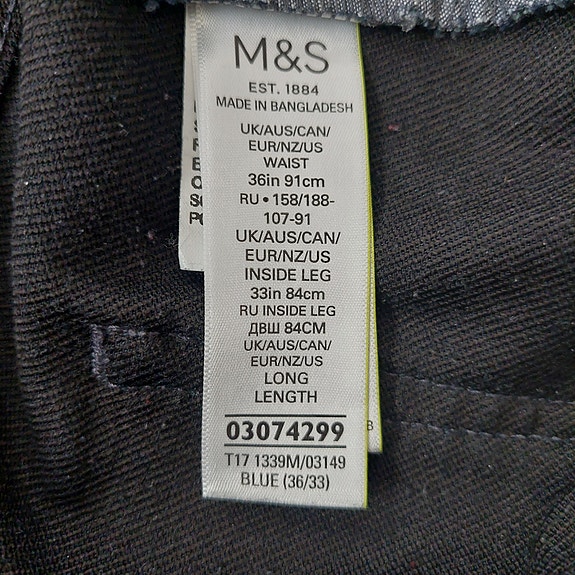 M&S
EST. 1884
MADE IN BANGLADESH
UK/AUS/CAN/
EUR/NZ/US
WAIST
36in 91cm
RU • 158/188-
107-91
UK/AUS/CAN/
EUR/NZ/US
INSIDE LEG
33in 84cm
RU INSIDE LEG
ДВШ 84CM
UK/AUS/CAN/
EUR/NZ/US
LONG
LENGTH
03074299
T17 1339M/03149
BLUE (36/33)